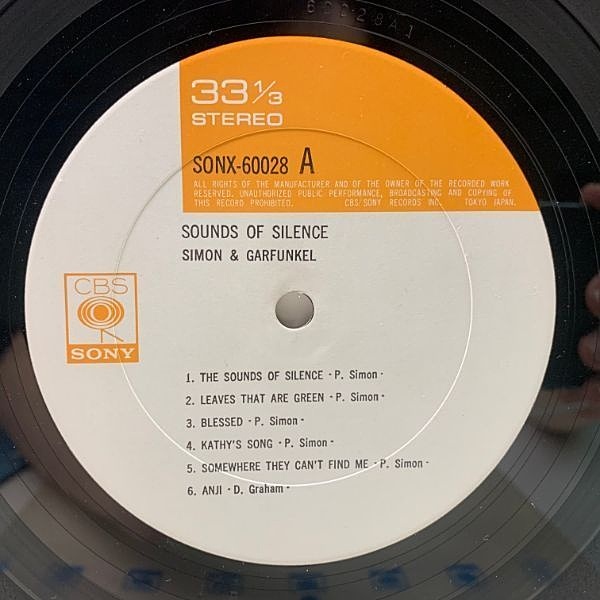 60028A1
33 1/3
STEREO
SONX-60028 A
ALL RIGHTS OF THE MANUFACTURER AND OF THE OWNER OF THE RECORDED WORK
RESERVED. UNAUTHORIZED PUBLIC PERFORMANCE, BROADCASTING AND COPYING OF
THIS RECORD PROHIBITED. CBS/SONY RECORDS INC. TOKYO JAPAN.
SOUNDS OF SILENCE
SIMON & GARFUNKEL
CBS
SONY
1. THE SOUNDS OF SILENCE - P. Simon -
2. LEAVES THAT ARE GREEN - P. Simon -
3. BLESSED - P. Simon -
4. KATHY'S SONG - P. Simon -
5. SOMEWHERE THEY CAN'T FIND ME - P. Simon -
6. ANJI - D. Graham -